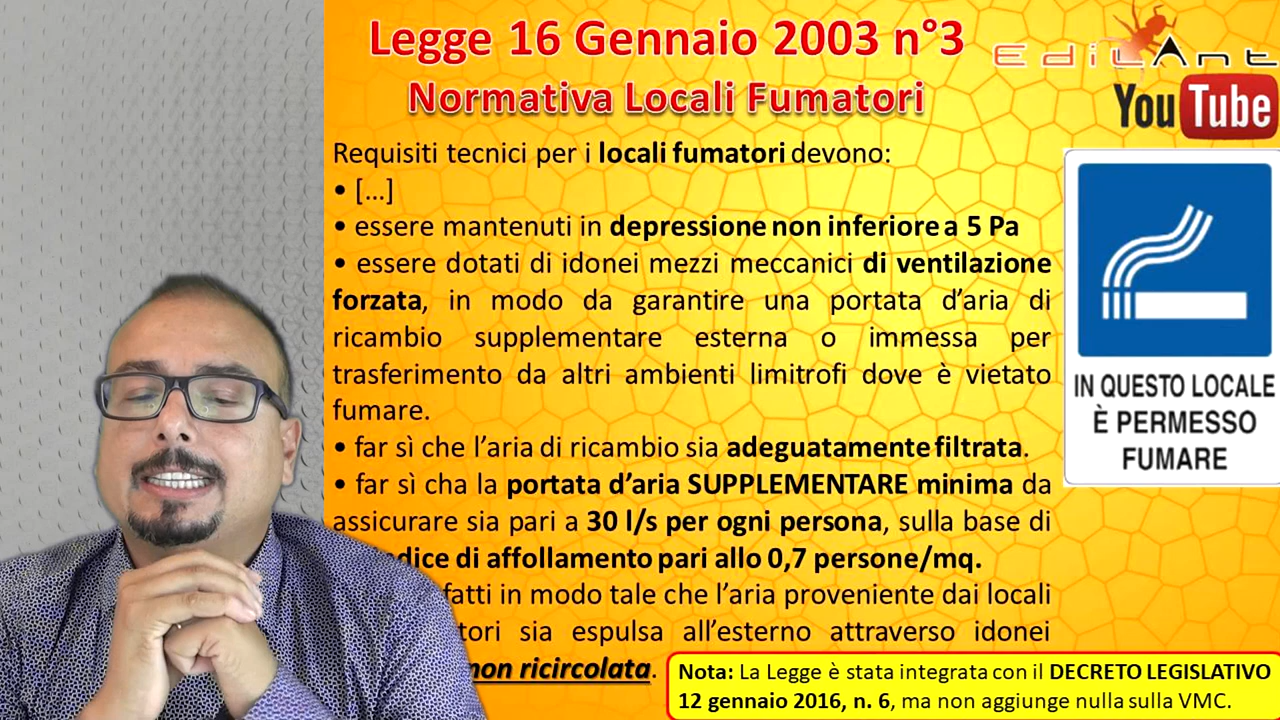 Legge 16 Gennaio 2003 n°3
Normativa Locali Fumatori
EdilAnt
YouTube
Requisiti tecnici per i locali fumatori devono:
• [...]
• essere mantenuti in depressione non inferiore a 5 Pa
• essere dotati di idonei mezzi meccanici di ventilazione
forzata, in modo da garantire una portata d’aria di
ricambio supplementare esterna o immessa per
trasferimento da altri ambienti limitrofi dove è vietato
fumare.
• far sì che l’aria di ricambio sia adeguatamente filtrata.
• far sì cha la portata d’aria SUPPLEMENTARE minima da
assicurare sia pari a 30 l/s per ogni persona, sulla base di
di affollamento pari allo 0,7 persone/mq.
fatti in modo tale che l’aria proveniente dai locali
sia espulsa all’esterno attraverso idonei
non ricircolata.
IN QUESTO LOCALE
È PERMESSO
FUMARE
Nota: La Legge è stata integrata con il DECRETO LEGISLATIVO
12 gennaio 2016, n. 6, ma non aggiunge nulla sulla VMC.